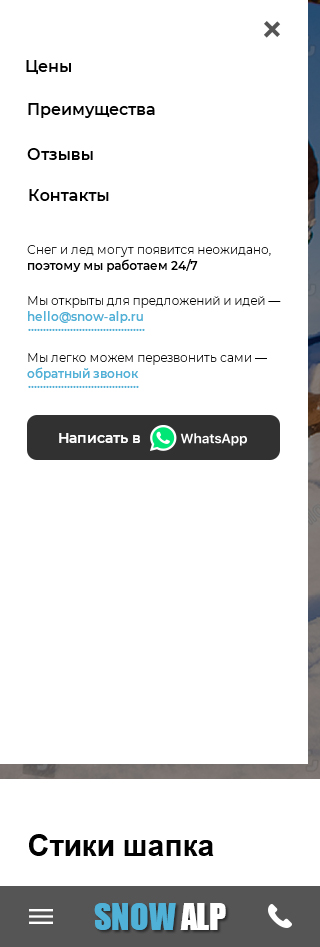 Цены
Преимущества
Отзывы
Контакты
Снег и лед могут появится неожидано,
поэтому мы работаем 24/7
Мы открыты для предложений и идей —
hello@snow-alp.ru
Мы легко можем перезвонить сами —
обратный звонок
Написать в WhatsApp
Стики шапка
SNOW ALP